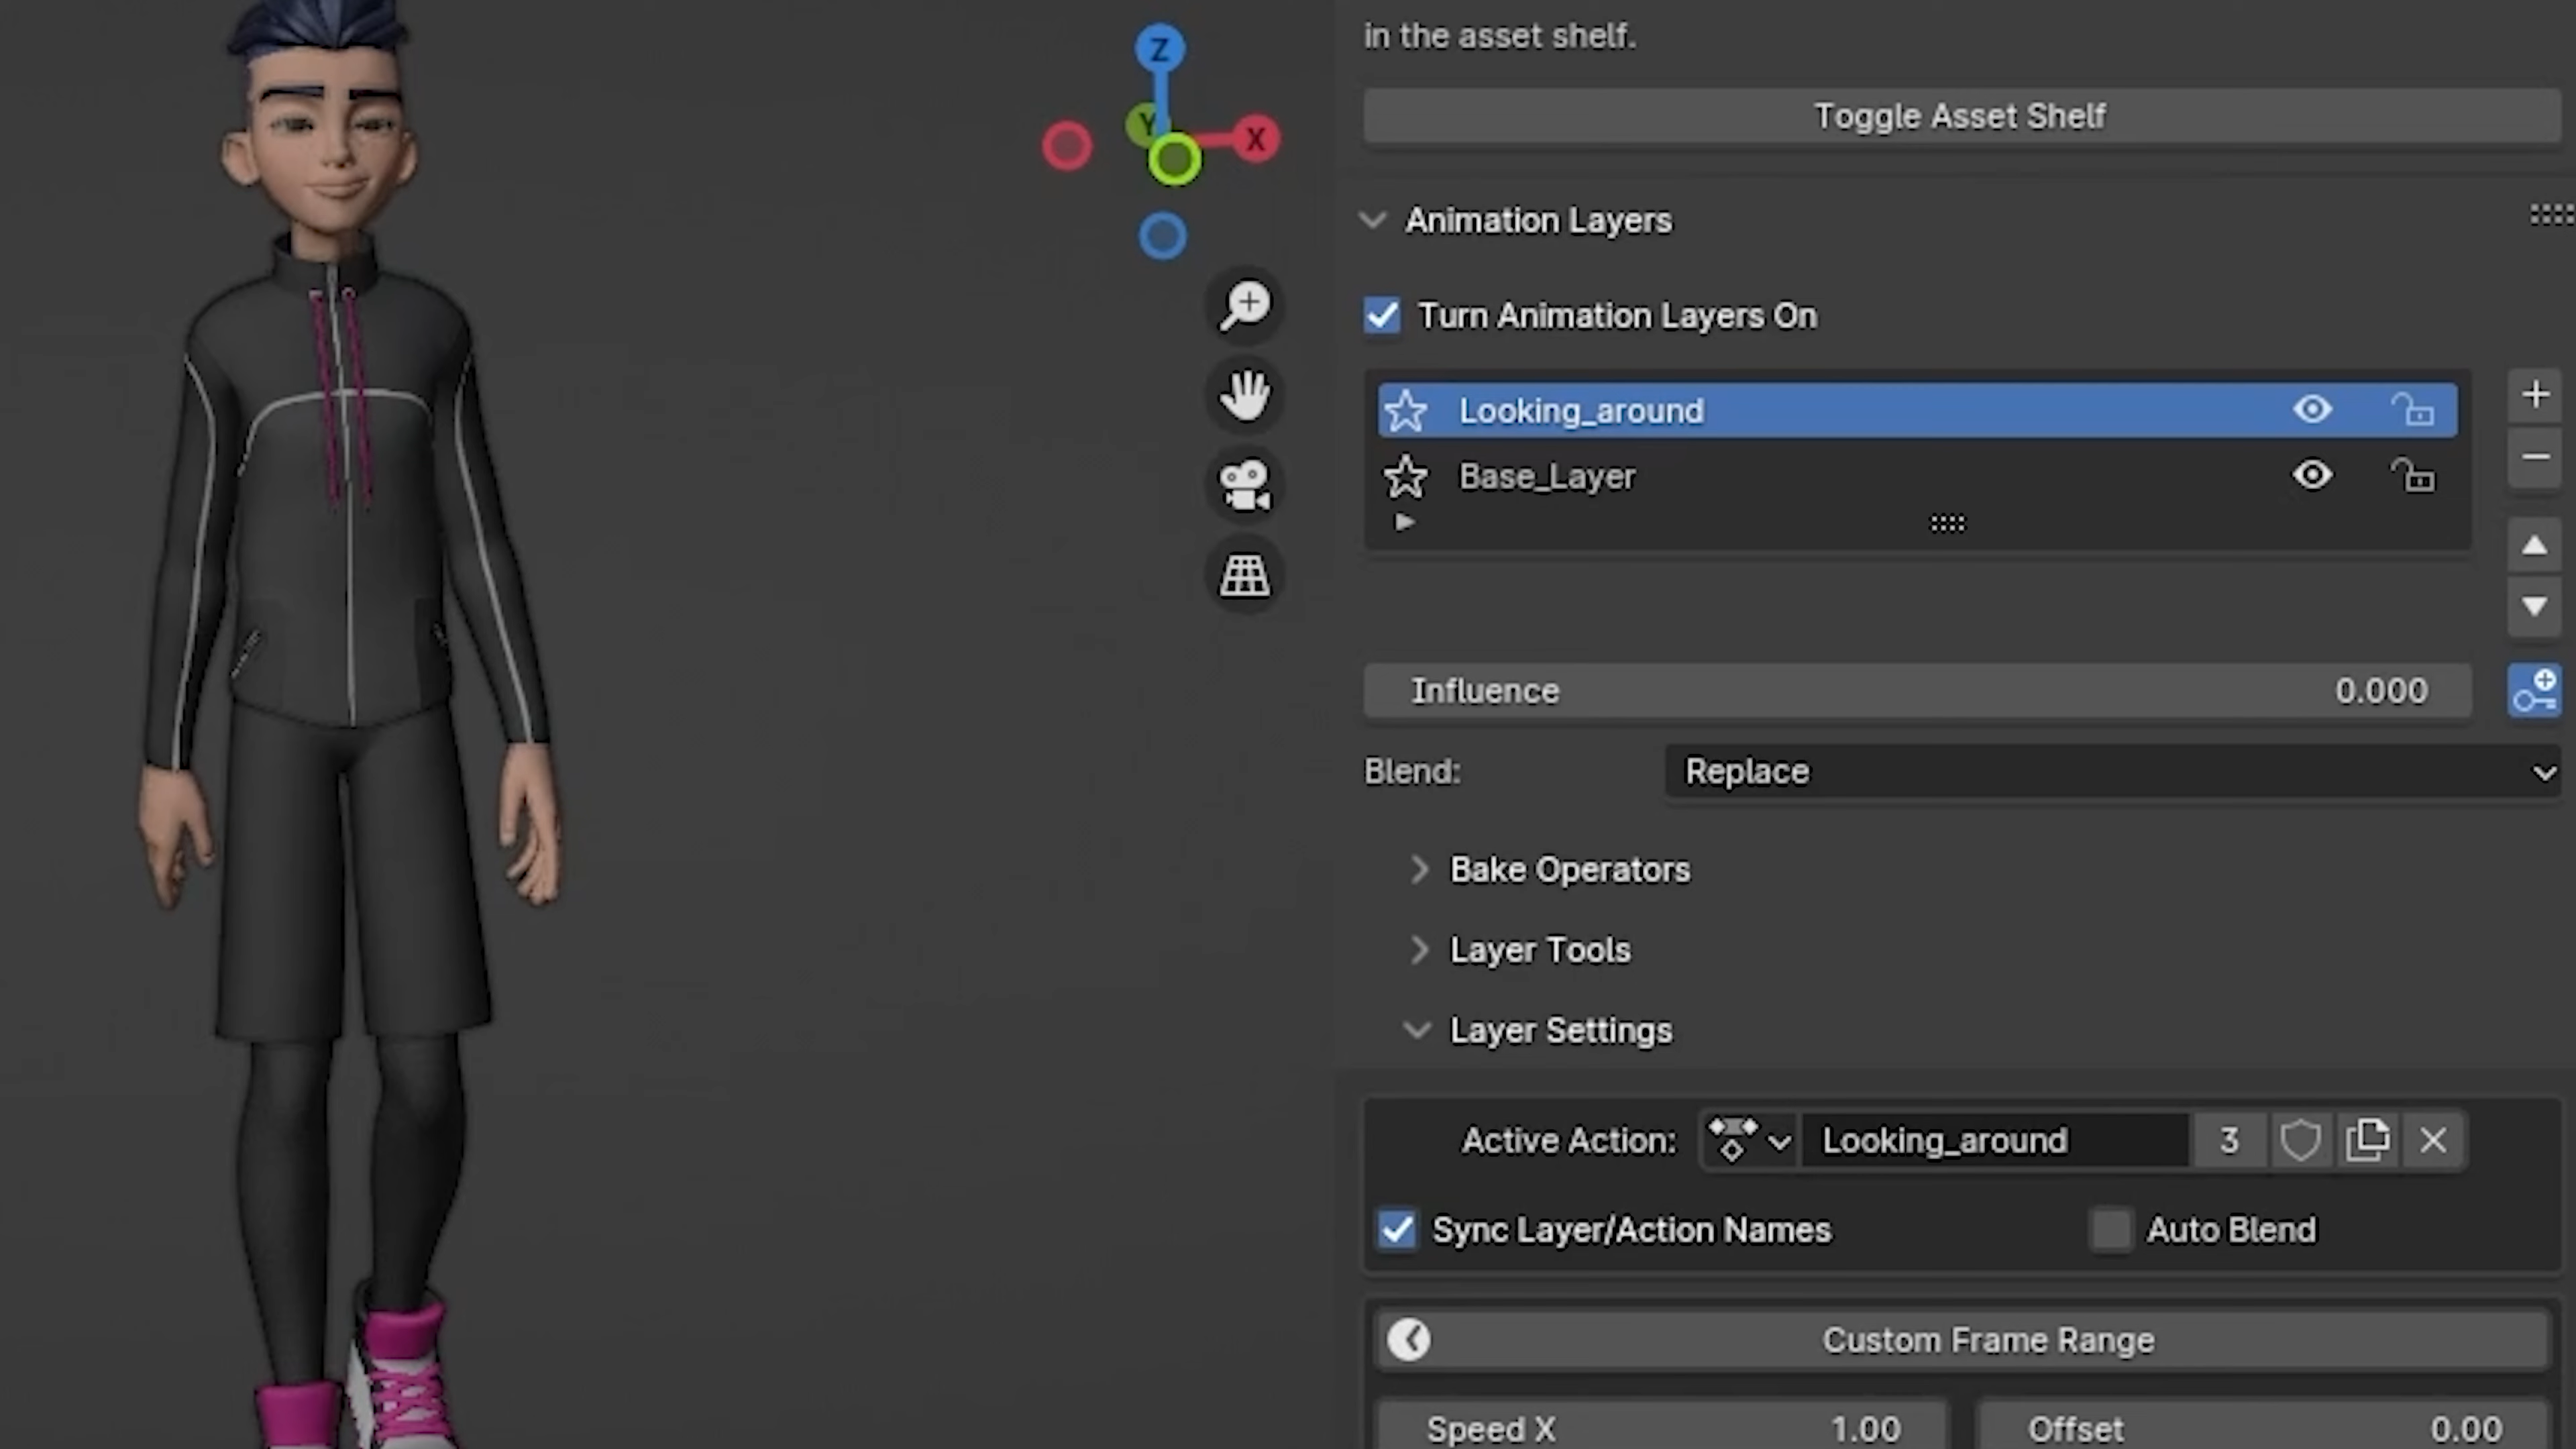 in the asset shelf.
Toggle Asset Shelf
Z
Y
X
Animation Layers
Turn Animation Layers On
Looking_around
Base_Layer
Influence 0.000
Blend: Replace
Bake Operators
Layer Tools
Layer Settings
Active Action: Looking_around 3
Sync Layer/Action Names Auto Blend
Custom Frame Range
Speed X 1.00 Offset 0.00